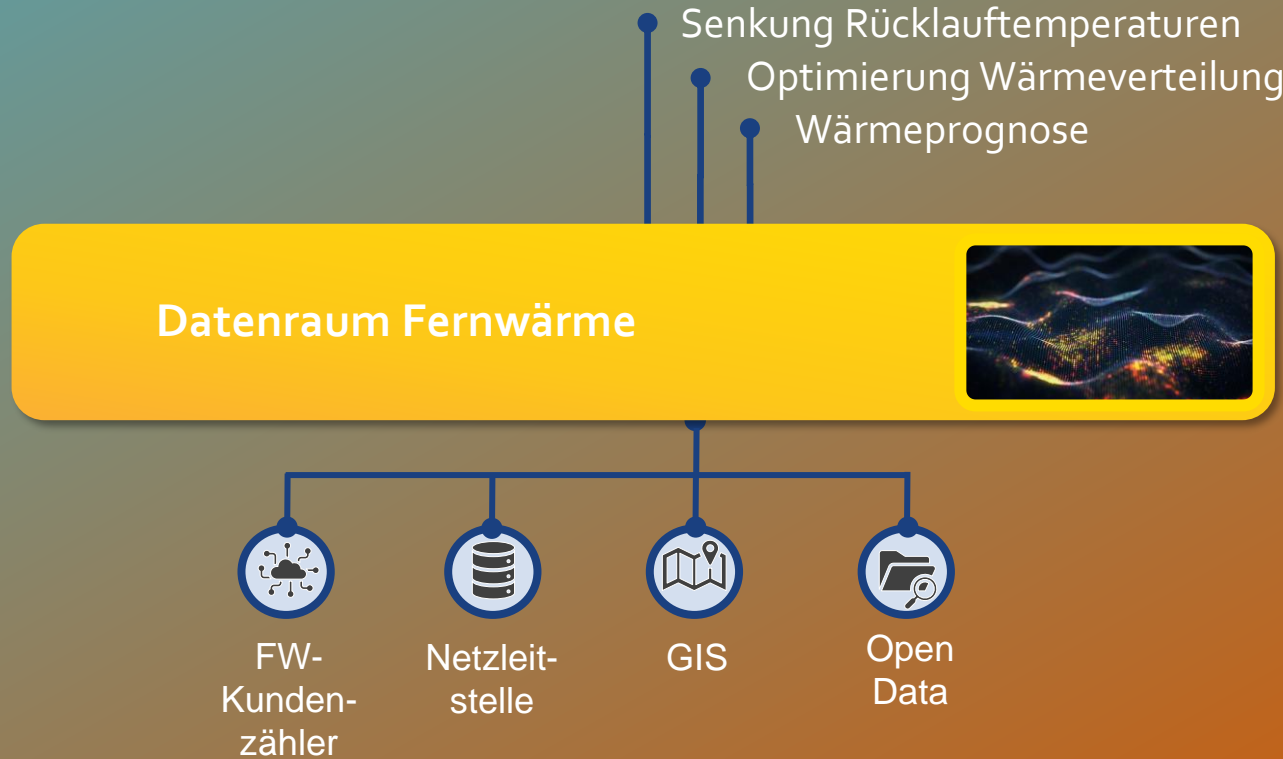 Senkung Rücklauftemperaturen
Optimierung Wärmeverteilung
Wärmeprognose
Datenraum Fernwärme
FW-
Kunden-
zähler
Netzleit-
stelle
GIS
Open
Data